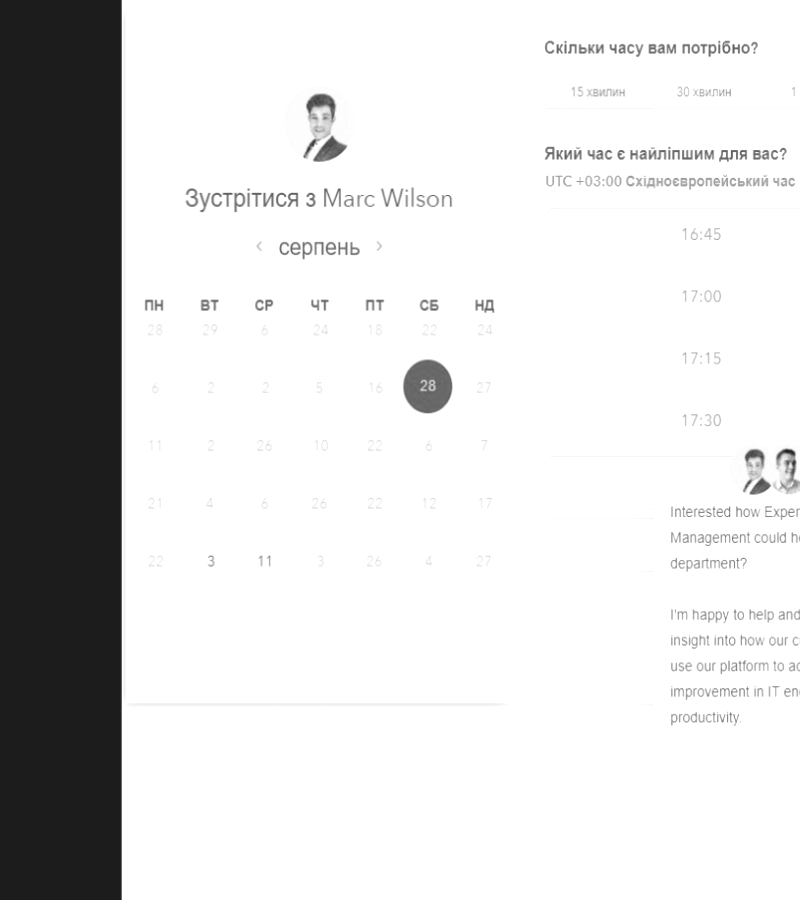 Зустрітися з Marc Wilson
‹ серпень ›
ПН ВТ СР ЧТ ПТ СБ НД
28 29 6 24 18 22 24
6 2 2 5 16 28 27
11 2 26 10 22 6 7
21 4 6 26 22 12 17
22 3 11 3 26 4 27
Скільки часу вам потрібно?
15 хвилин 30 хвилин 1
Який час є найліпшим для вас?
UTC +03:00 Східноєвропейський час
16:45
17:00
17:15
17:30
Interested how Exper
Management could he
department?
I'm happy to help and
insight into how our c
use our platform to ac
improvement in IT en
productivity.